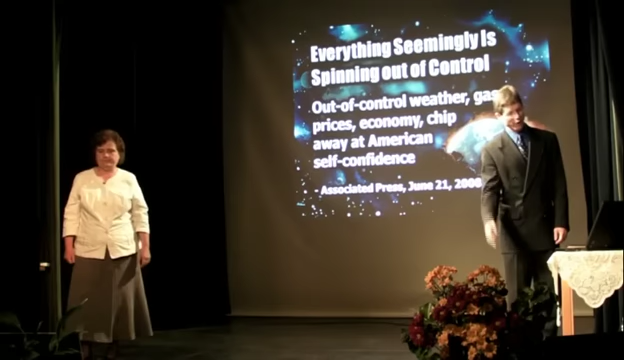 Everything Seemingly Is
Spinning out of Control
Out-of-control weather, gas
prices, economy, chip
away at American
self-confidence
- Associated Press, June 21,